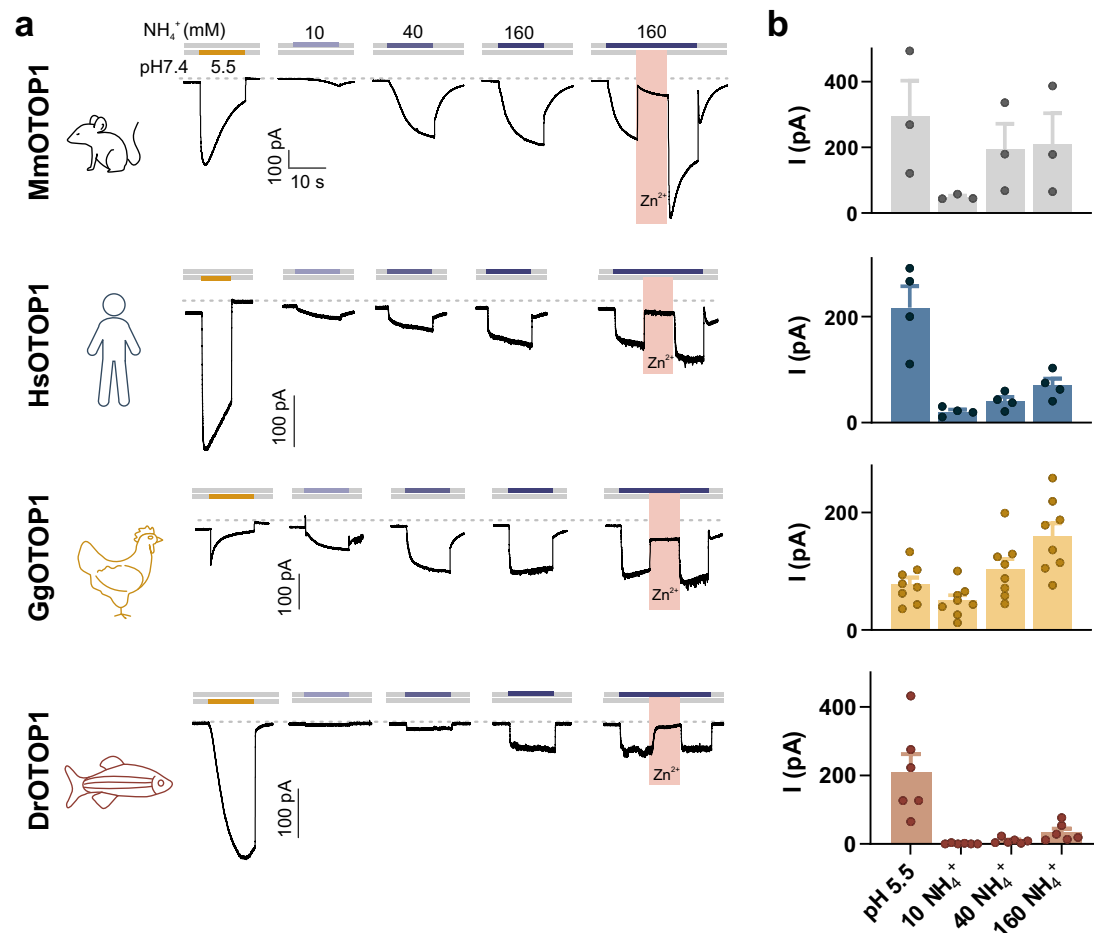 a
NH₄⁺ (mM) 10 40 160 160
pH7.4 5.5
MmOTOP1
100 pA
10 s
Zn²⁺
HsOTOP1
100 pA
Zn²⁺
GgOTOP1
100 pA
Zn²⁺
DrOTOP1
100 pA
Zn²⁺
b
I (pA)
400
200
0
I (pA)
200
0
I (pA)
200
0
I (pA)
400
200
0
pH 5.5
10 NH₄⁺
40 NH₄⁺
160 NH₄⁺